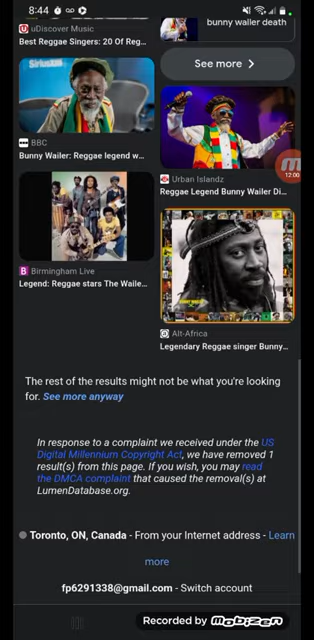 8:44
bunny wailer death
uDiscover Music
Best Reggae Singers: 20 Of Reg...
See more
SiriusXM
BBC
Bunny Wailer: Reggae legend w...
12:06
Urban Islandz
Reggae Legend Bunny Wailer Di...
B Birmingham Live
Legend: Reggae stars The Waile...
Alt-Africa
Legendary Reggae singer Bunny...
The rest of the results might not be what you're looking
for. See more anyway
In response to a complaint we received under the US
Digital Millennium Copyright Act, we have removed 1
result(s) from this page. If you wish, you may read
the DMCA complaint that caused the removal(s) at
LumenDatabase.org.
Toronto, ON, Canada - From your Internet address - Learn
more
fp6291338@gmail.com - Switch account
Recorded by Mobizen